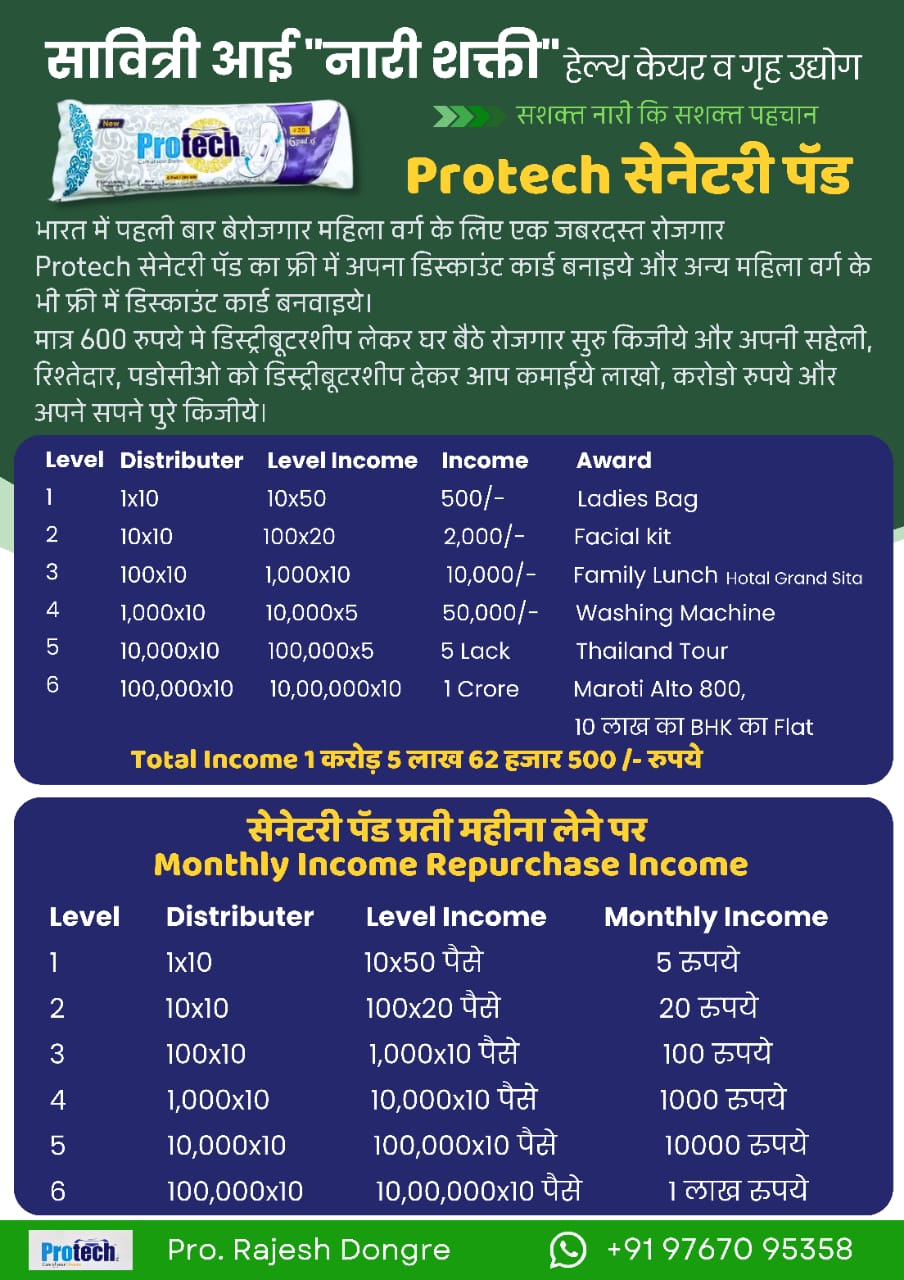 सावित्री आई "नारी शक्ती" हेल्थ केयर व गृह उद्योग
सशक्त नारी कि सशक्त पहचान
New
Protech
Protech सेनेटरी पॅड
भारत में पहली बार बेरोजगार महिला वर्ग के लिए एक जबरदस्त रोजगार
Protech सेनेटरी पॅड का फ्री में अपना डिस्काउंट कार्ड बनाइये और अन्य महिला वर्ग के
भी फ्री में डिस्काउंट कार्ड बनवाइये।
मात्र 600 रुपये मे डिस्ट्रीबूटरशीप लेकर घर बैठे रोजगार सुरु किजीये और अपनी सहेली,
रिश्तेदार, पडोसीओ को डिस्ट्रीबूटरशीप देकर आप कमाईये लाखो, करोडो रुपये और
अपने सपने पुरे किजीये।
Level Distributer Level Income Income Award
1 1x10 10x50 500/- Ladies Bag
2 10x10 100x20 2,000/- Facial kit
3 100x10 1,000x10 10,000/- Family Lunch Hotal Grand Sita
4 1,000x10 10,000x5 50,000/- Washing Machine
5 10,000x10 100,000x5 5 Lack Thailand Tour
6 100,000x10 10,00,000x10 1 Crore Maroti Alto 800,
10 लाख का BHK का Flat
Total Income 1 करोड़ 5 लाख 62 हजार 500 /- रुपये
सेनेटरी पॅड प्रती महीना लेने पर
Monthly Income Repurchase Income
Level Distributer Level Income Monthly Income
1 1x10 10x50 पैसे 5 रुपये
2 10x10 100x20 पैसे 20 रुपये
3 100x10 1,000x10 पैसे 100 रुपये
4 1,000x10 10,000x10 पैसे 1000 रुपये
5 10,000x10 100,000x10 पैसे 10000 रुपये
6 100,000x10 10,00,000x10 पैसे 1 लाख रुपये
Protech Pro. Rajesh Dongre +91 97670 95358